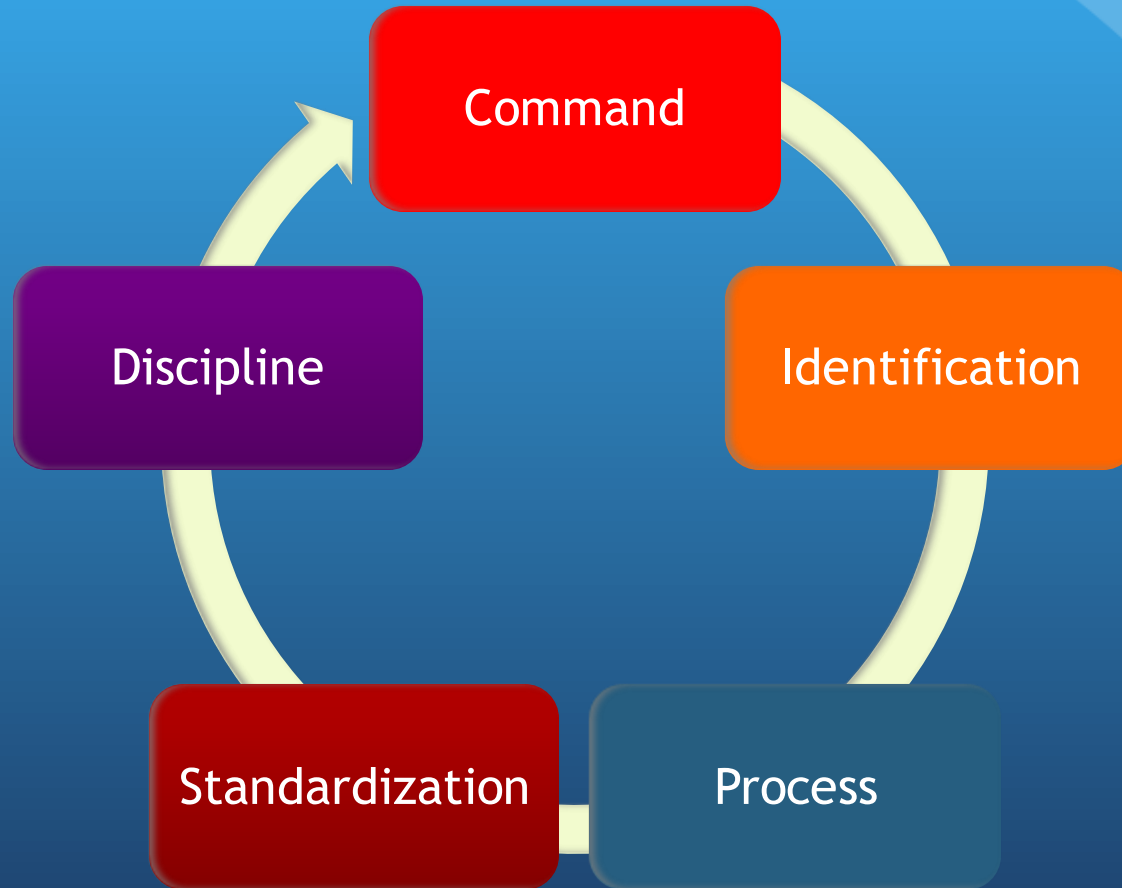 Command
Identification
Process
Standardization
Discipline